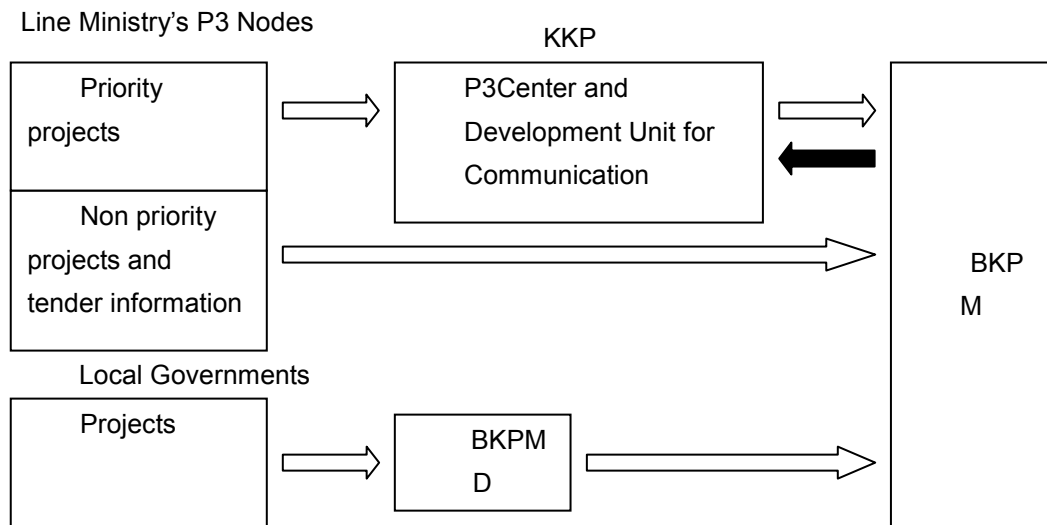 Line Ministry's P3 Nodes
KKP
Priority
projects
P3Center and
Development Unit for
Communication
Non priority
projects and
tender information
BKP
M
Local Governments
Projects
BKPM
D